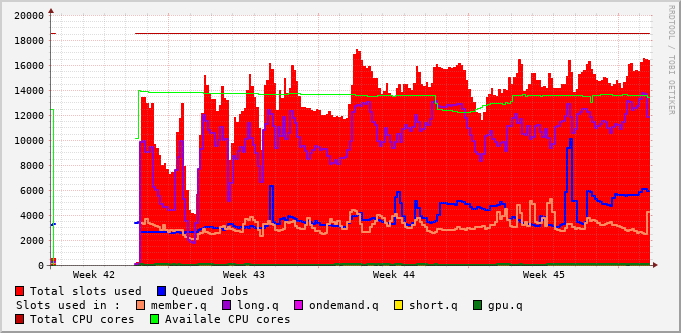 RRDTOOL / TOBI OETIKER
20000
18000
16000
14000
12000
10000
8000
6000
4000
2000
0
Week 42 Week 43 Week 44 Week 45
Total slots used Queued Jobs
Slots used in : member.q long.q ondemand.q short.q gpu.q
Total CPU cores Availale CPU cores